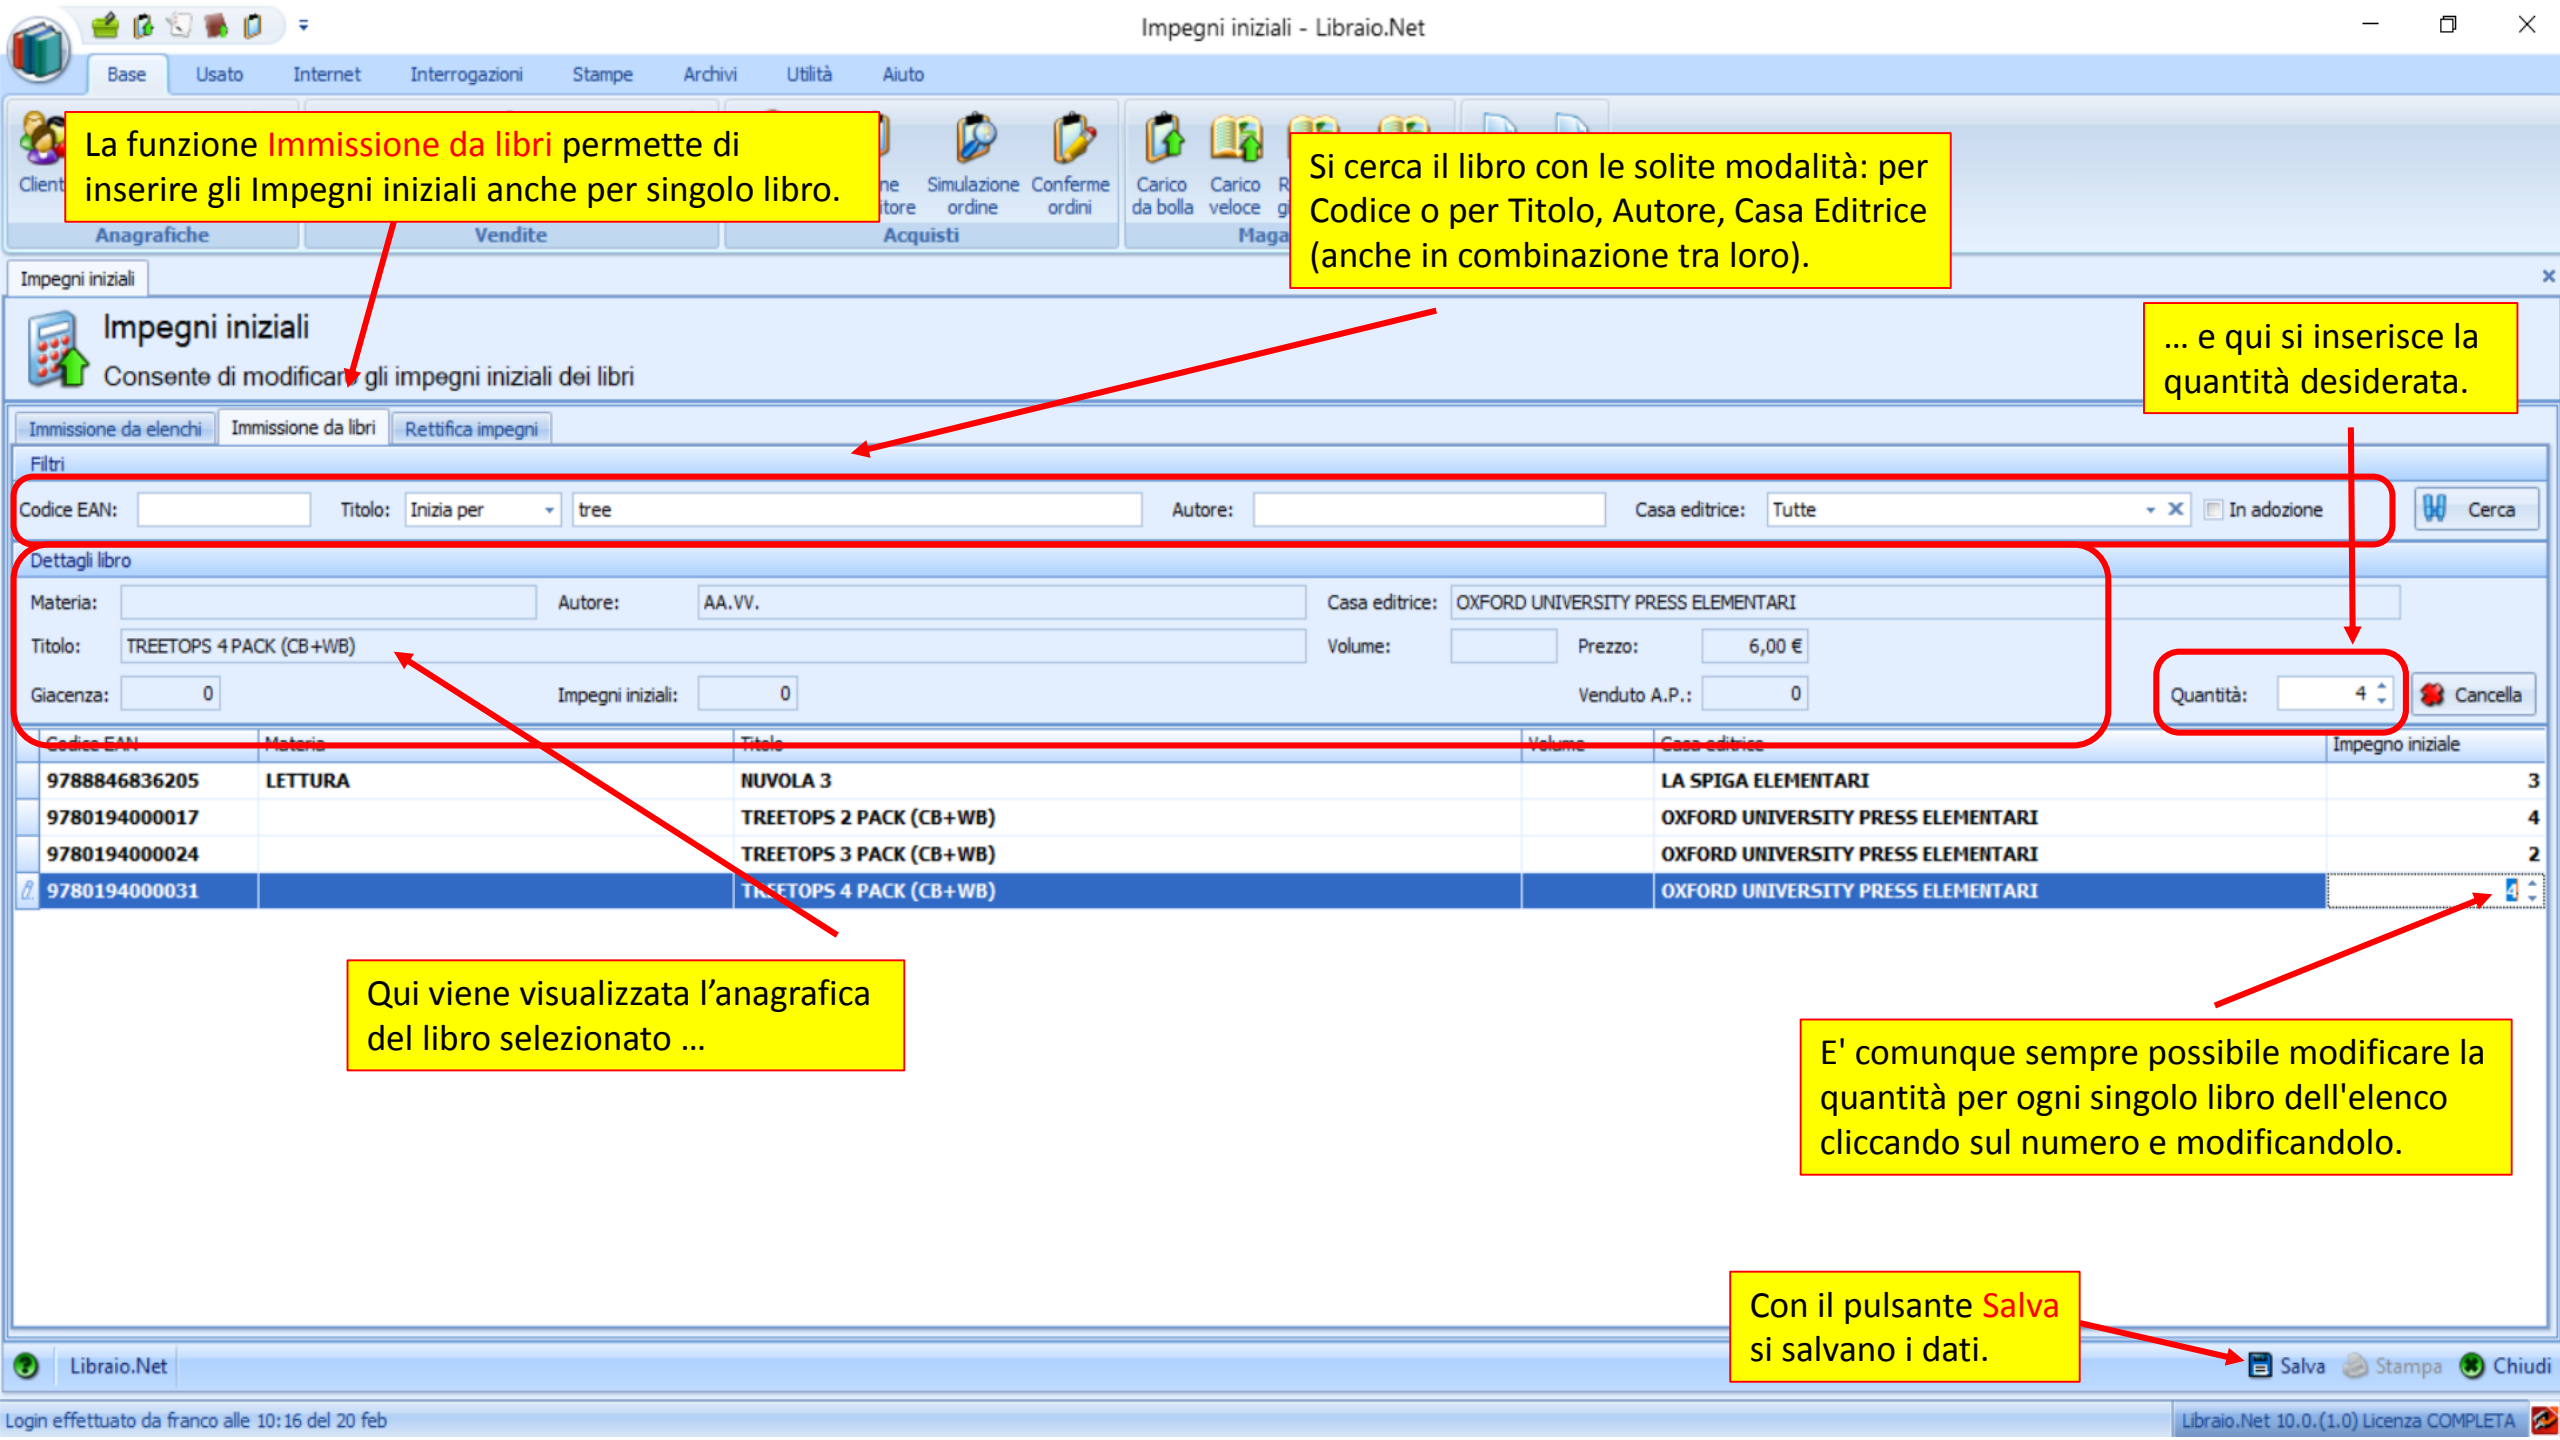 Impegni iniziali - Libraio.Net
Base Usato Internet Interrogazioni Stampe Archivi Utilità Aiuto
La funzione Immissione da libri permette di
inserire gli Impegni iniziali anche per singolo libro.
Si cerca il libro con le solite modalità: per
Codice o per Titolo, Autore, Casa Editrice
(anche in combinazione tra loro).
Simulazione Conferme Carico Carico
ordine ordini da bolla veloce
Anagrafiche Vendite Acquisti
Impegni iniziali
Impegni iniziali
Consente di modificare gli impegni iniziali dei libri
... e qui si inserisce la
quantità desiderata.
Immissione da elenchi Immissione da libri Rettifica impegni
Filtri
Codice EAN: Titolo: Inizia per tree Autore: Casa editrice: Tutte In adozione Cerca
Dettagli libro
Materia: Autore: AA.VV. Casa editrice: OXFORD UNIVERSITY PRESS ELEMENTARI
Titolo: TREETOPS 4 PACK (CB+WB) Volume: Prezzo: 6,00 €
Giacenza: 0 Impegni iniziali: 0 Venduto A.P.: 0 Quantità: 4 Cancella
Codice EAN Materia Titolo Volume Casa editrice Impegno iniziale
9788846836205 LETTURA NUVOLA 3 LA SPIGA ELEMENTARI 3
9780194000017 TREETOPS 2 PACK (CB+WB) OXFORD UNIVERSITY PRESS ELEMENTARI 4
9780194000024 TREETOPS 3 PACK (CB+WB) OXFORD UNIVERSITY PRESS ELEMENTARI 2
9780194000031 TREETOPS 4 PACK (CB+WB) OXFORD UNIVERSITY PRESS ELEMENTARI 4
Qui viene visualizzata l’anagrafica
del libro selezionato ...
E' comunque sempre possibile modificare la
quantità per ogni singolo libro dell'elenco
cliccando sul numero e modificandolo.
Con il pulsante Salva
si salvano i dati.
Libraio.Net Salva Stampa Chiudi
Login effettuato da franco alle 10:16 del 20 feb Libraio.Net 10.0.(1.0) Licenza COMPLETA